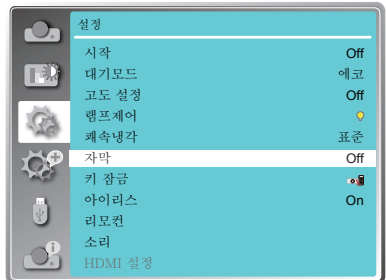 설정
시작 Off
대기모드 에코
고도 설정 Off
램프제어
쾌속냉각 표준
자막 Off
키 잠금
아이리스 On
리모컨
소리
HDMI 설정